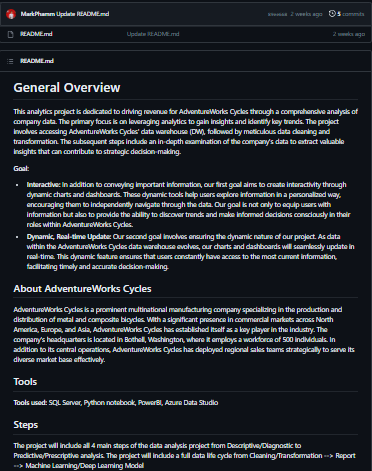 MarkPhamm Update README.md 2 weeks ago 5 commits
README.md Update README.md 2 weeks ago
README.md
General Overview
This analytics project is dedicated to driving revenue for AdventureWorks Cycles through a comprehensive analysis of
company data. The primary focus is on leveraging analytics to gain insights and identify key trends. The project
involves accessing AdventureWorks Cycles' data warehouse (DW), followed by meticulous data cleaning and
transformation. The subsequent steps include an in-depth examination of the company's data to extract valuable
insights that can contribute to strategic decision-making.
Goal:
• Interactive: In addition to conveying important information, our first goal aims to create interactivity through
dynamic charts and dashboards. These dynamic tools help users explore information in a personalized way,
encouraging them to independently navigate through the data. Our goal is not only to equip users with
information but also to provide the ability to discover trends and make informed decisions consciously in their
roles within AdventureWorks Cycles.
• Dynamic, Real-time Update: Our second goal involves ensuring the dynamic nature of our project. As data
within the AdventureWorks Cycles data warehouse evolves, our charts and dashboards will seamlessly update in
real-time. This dynamic feature ensures that users constantly have access to the most current information,
facilitating timely and accurate decision-making.
About AdventureWorks Cycles
AdventureWorks Cycles is a prominent multinational manufacturing company specializing in the production and
distribution of metal and composite bicycles. With a significant presence in commercial markets across North
America, Europe, and Asia, AdventureWorks Cycles has established itself as a key player in the industry. The
company's headquarters is located in Bothell, Washington, where it employs a workforce of 500 individuals. In
addition to its central operations, AdventureWorks Cycles has deployed regional sales teams strategically to serve its
diverse market base effectively.
Tools
Tools used: SQL Server, Python notebook, PowerBI, Azure Data Studio
Steps
The project will include all 4 main steps of the data analysis project from Descriptive/Diagnostic to
Predictive/Prescriptive analysis. The project will include a full data life cycle from Cleaning/Transformation --> Report
--> Machine Learning/Deep Learning Model